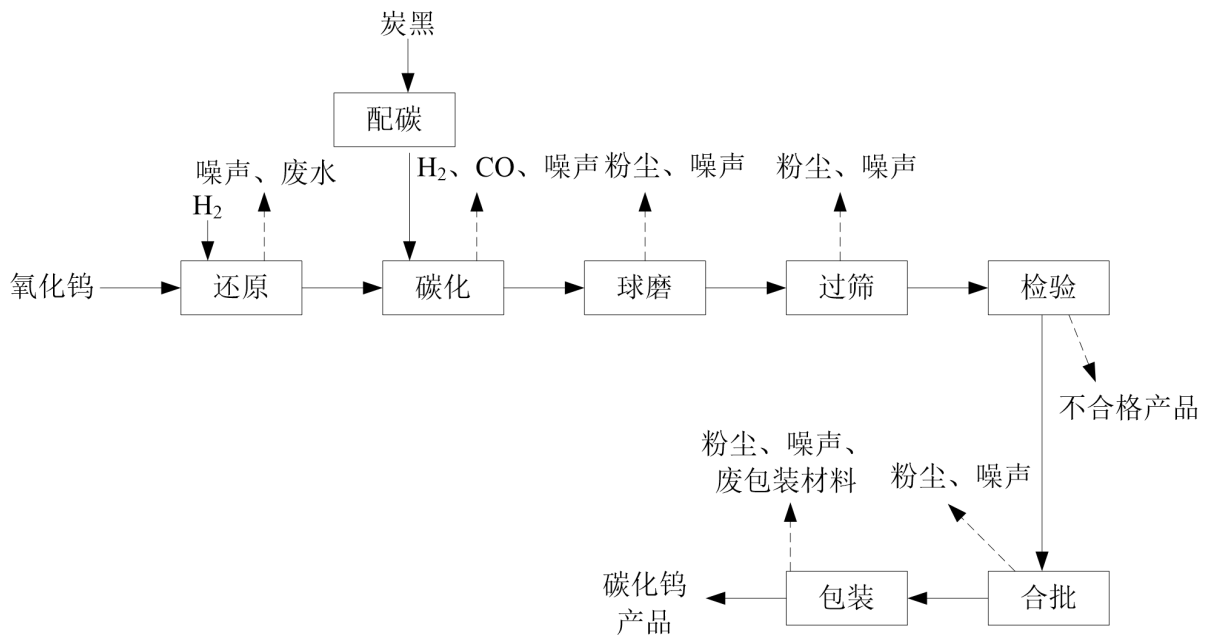 炭黑
配碳
噪声、废水
H₂
H₂、CO、噪声
粉尘、噪声
粉尘、噪声
氧化钨
还原
碳化
球磨
过筛
检验
不合格产品
粉尘、噪声、
废包装材料
粉尘、噪声
碳化钨
产品
包装
合批